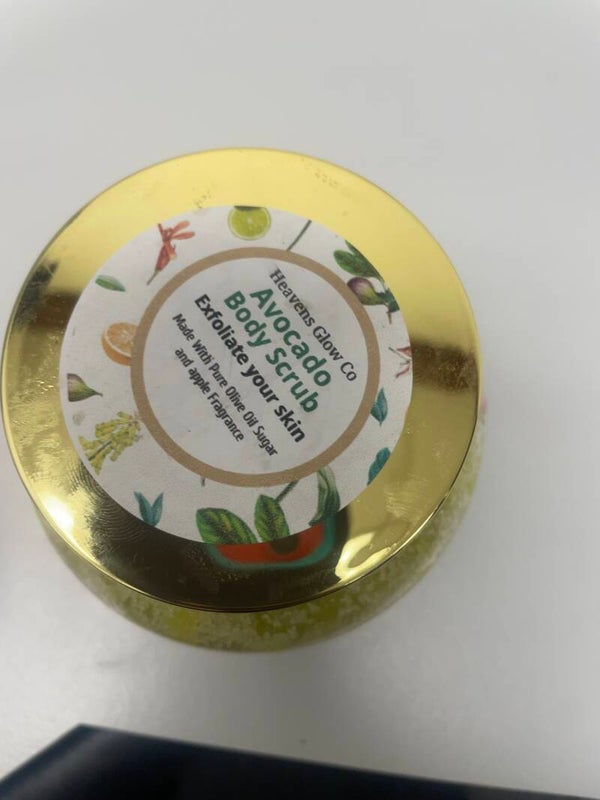 Heavens Glow Co
Avocado
Body Scrub
Exfoliate your skin
Made With Pure Olive Oil Sugar
and apple Fragrance